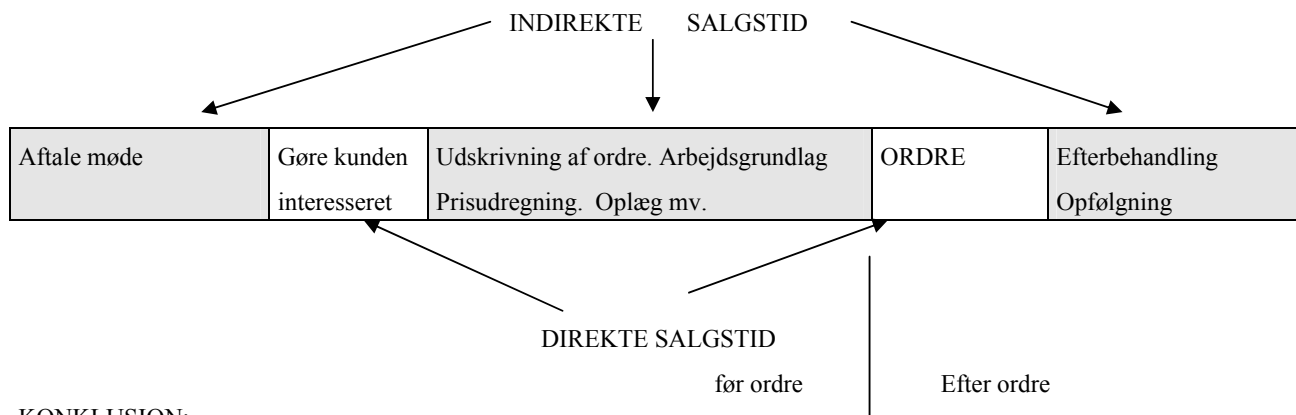 INDIREKTE SALGSTID
Aftale møde
Gøre kunden
interesseret
Udskrivning af ordre. Arbejdsgrundlag
Prisudregning. Oplæg mv.
ORDRE
Efterbehandling
Opfølgning
DIREKTE SALGSTID
før ordre
Efter ordre
KONKLUSION: